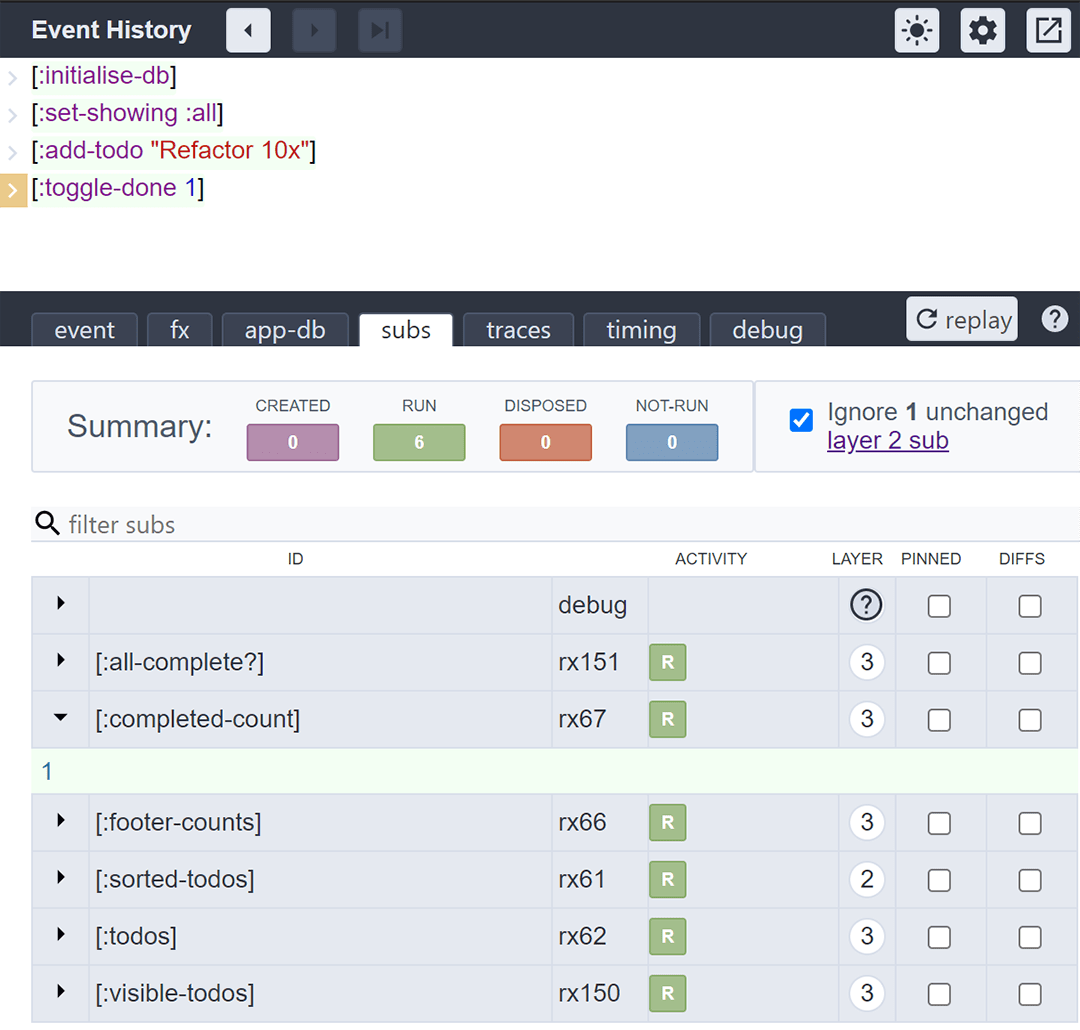 Event History
[:initialise-db]
[:set-showing :all]
[:add-todo "Refactor 10x"]
[:toggle-done 1]
event fx app-db subs traces timing debug replay ?
Summary: CREATED RUN DISPOSED NOT-RUN
0 6 0 0
Ignore 1 unchanged
layer 2 sub
filter subs
ID ACTIVITY LAYER PINNED DIFFS
debug ?
[:all-complete?] rx151 R 3
[:completed-count] rx67 R 3
1
[:footer-counts] rx66 R 3
[:sorted-todos] rx61 R 2
[:todos] rx62 R 3
[:visible-todos] rx150 R 3